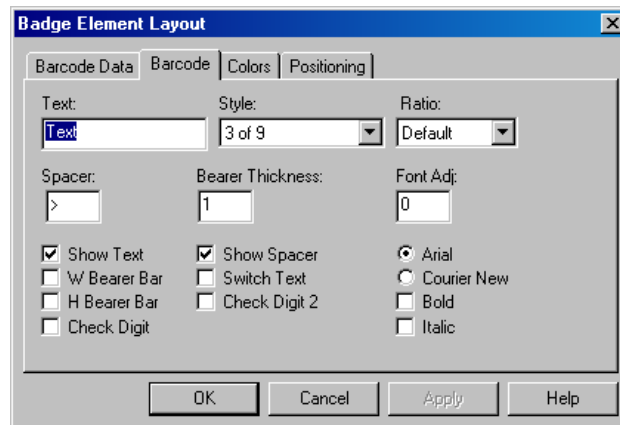 Badge Element Layout
Barcode Data Barcode Colors Positioning
Text: Style: Ratio:
Text 3 of 9 Default
Spacer: Bearer Thickness: Font Adj:
> 1 0
Show Text Show Spacer Arial
W Bearer Bar Switch Text Courier New
H Bearer Bar Check Digit 2 Bold
Check Digit Italic
OK Cancel Apply Help